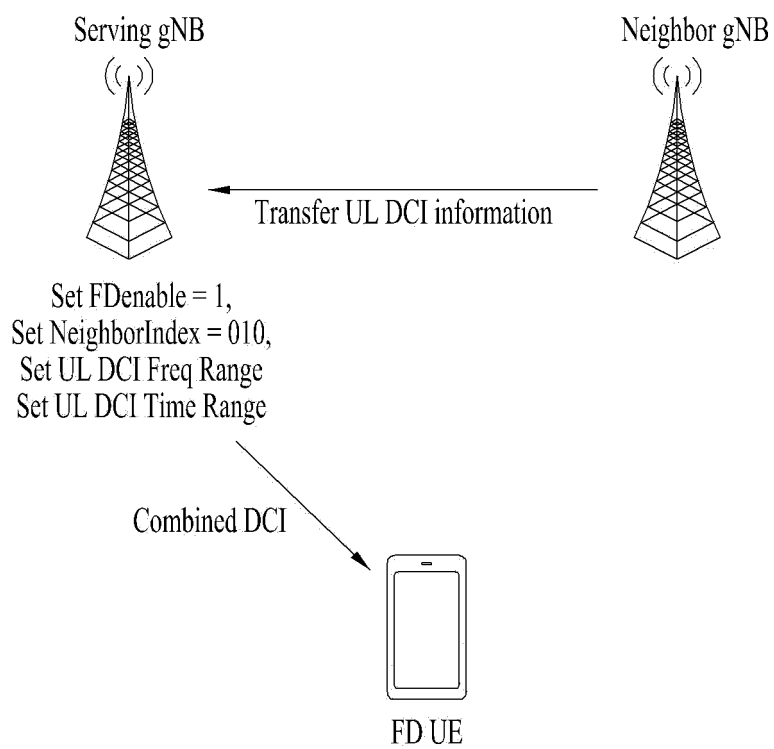 Serving gNB
Neighbor gNB
Transfer UL DCI information
Set FDenable = 1,
Set NeighborIndex = 010,
Set UL DCI Freq Range
Set UL DCI Time Range
Combined DCI
FD UE